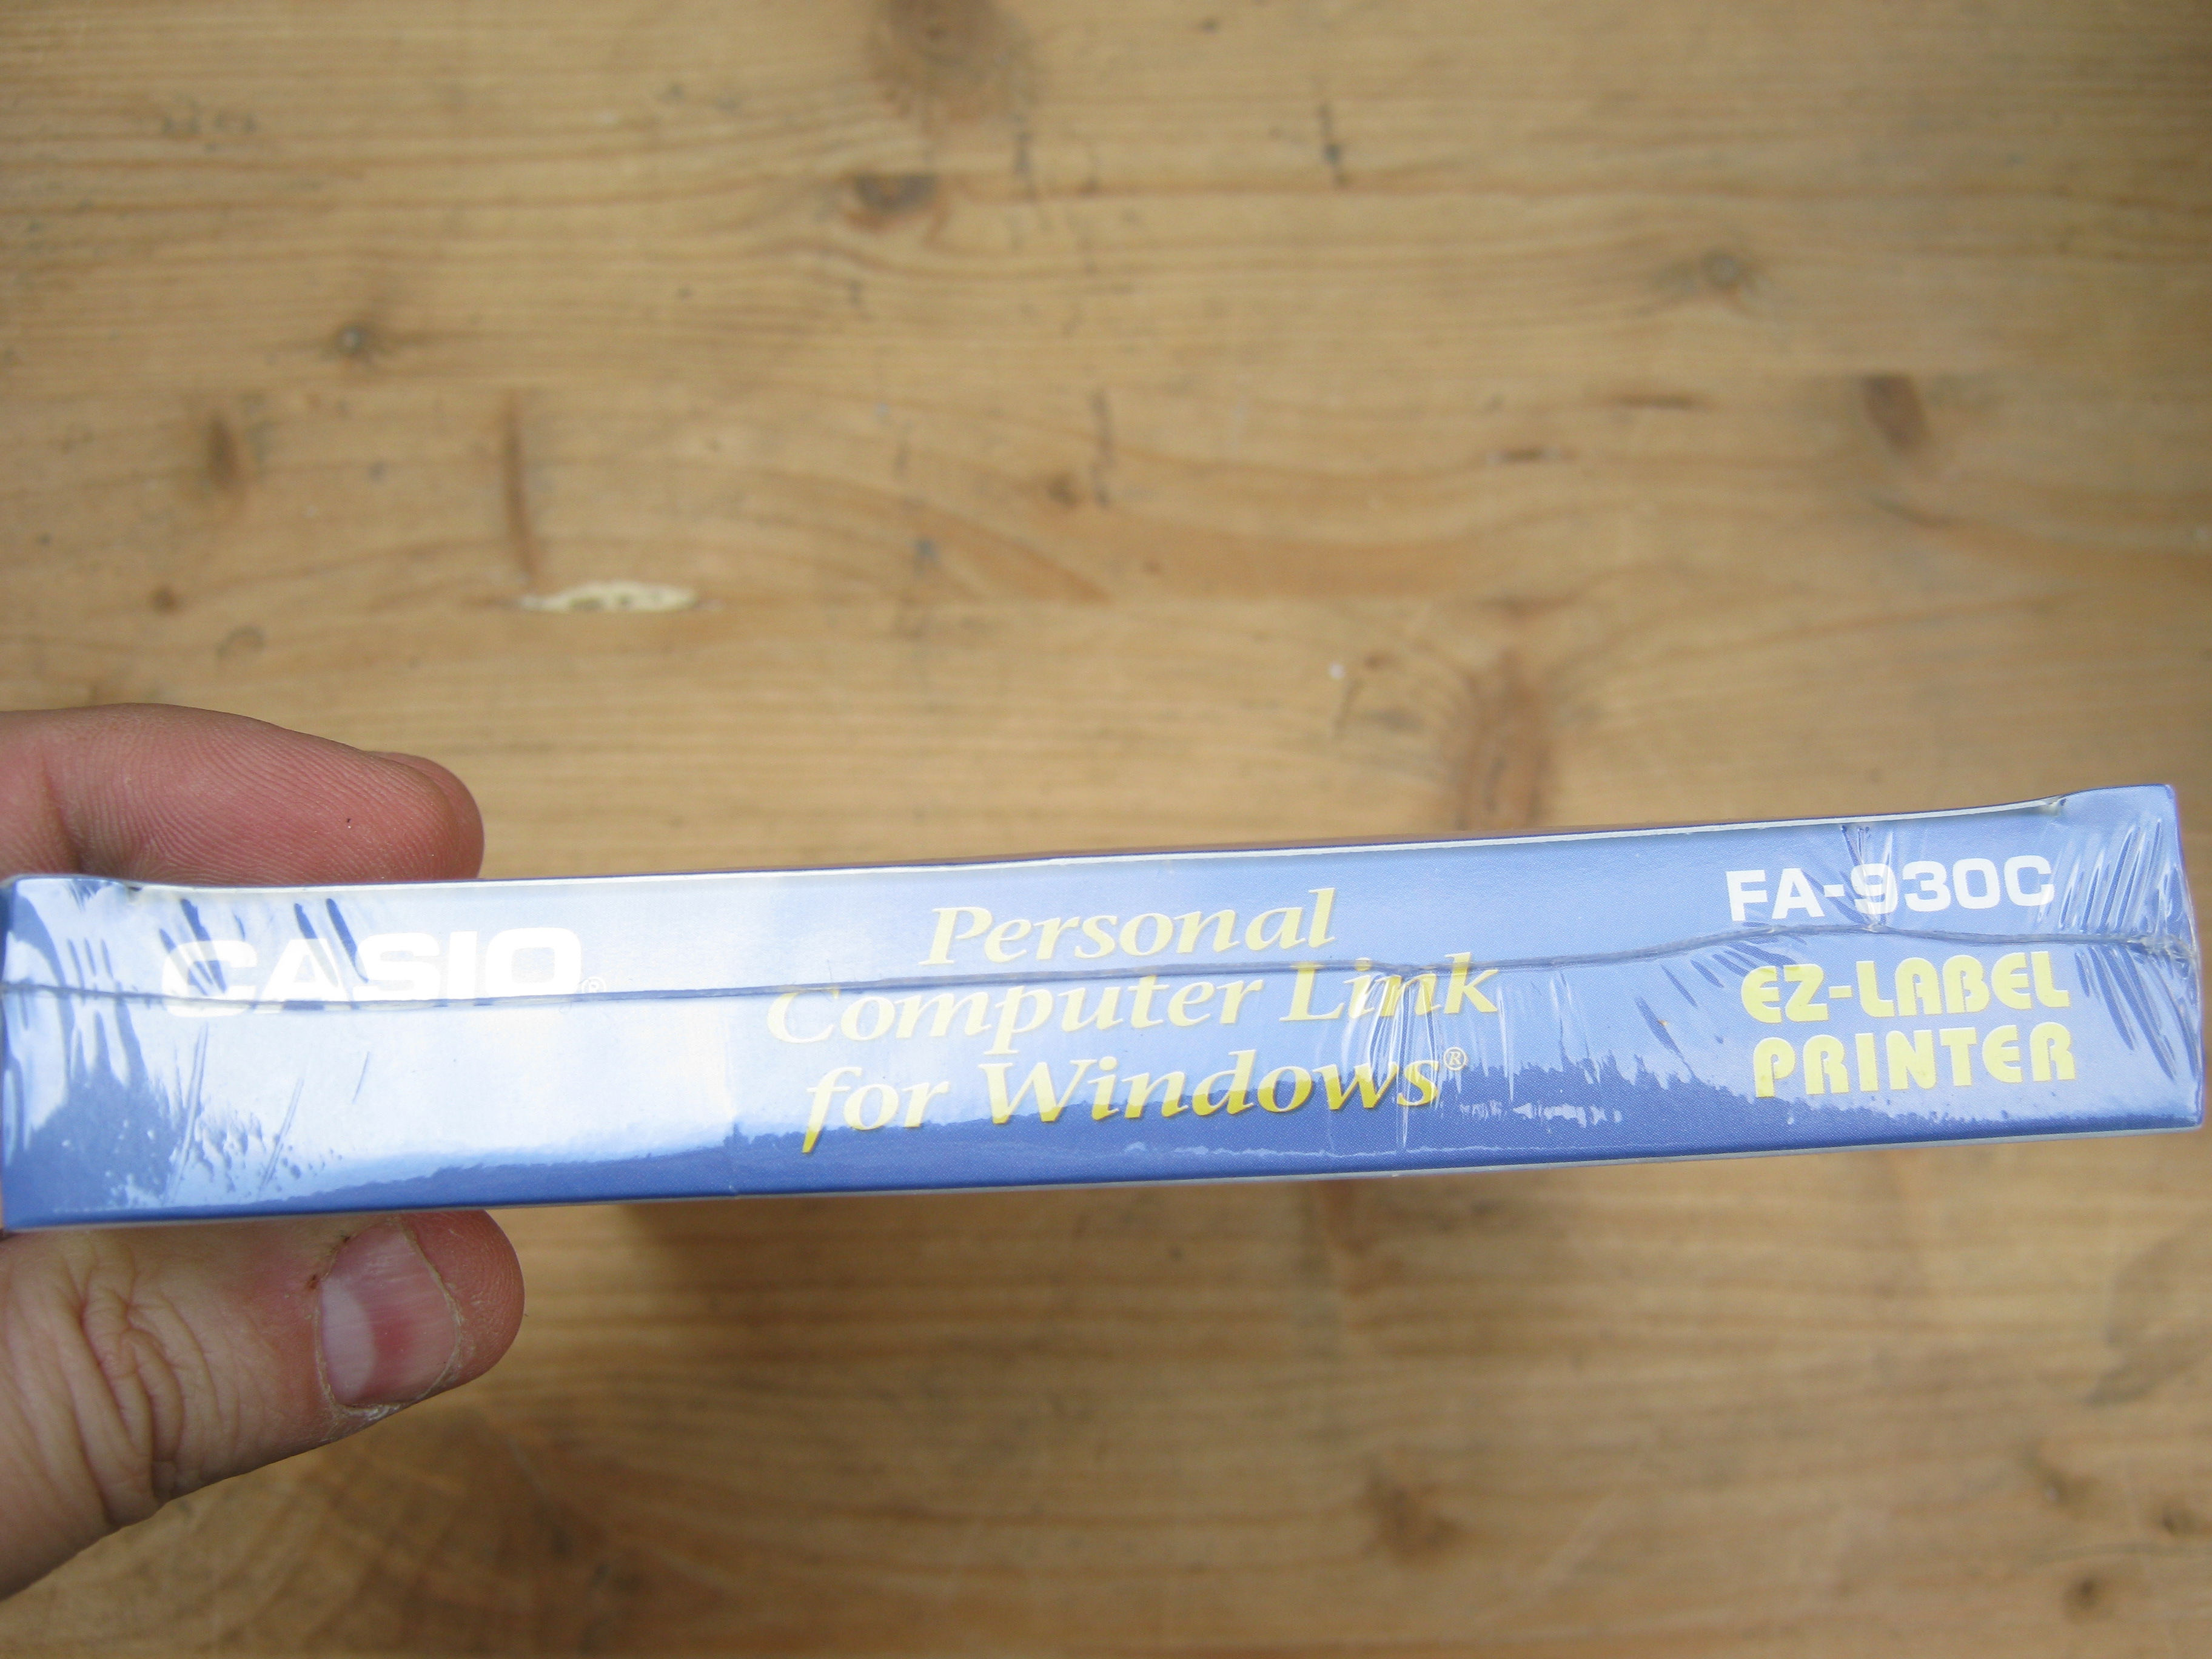 CASIO®
Personal
Computer Link
for Windows®
FA-930C
EZ-LABEL
PRINTER